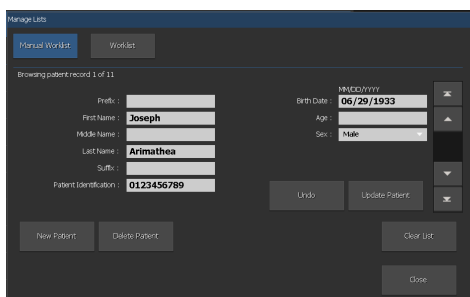 Manage Lists
Manual Worklist Worklist
Browsing patient record 1 of 11
MM/DD/YYYY
Prefix : Birth Date : 06/29/1933
First Name : Joseph Age :
Middle Name : Sex : Male
Last Name : Arimathea
Suffix :
Patient Identification : 0123456789
Undo Update Patient
New Patient Delete Patient Clear List
Close